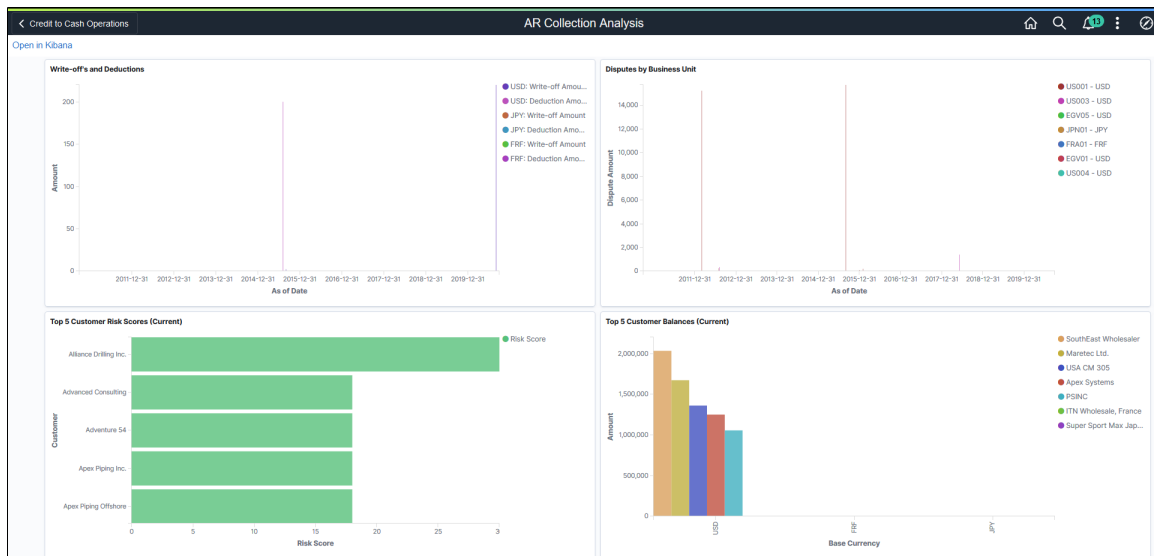 Credit to Cash Operations
AR Collection Analysis
13
Open in Kibana
Write-off's and Deductions
200
150
100
50
0
Amount
2011-12-31 2012-12-31 2013-12-31 2014-12-31 2015-12-31 2016-12-31 2017-12-31 2018-12-31 2019-12-31
As of Date
USD: Write-off Amou...
USD: Deduction Amo...
JPY: Write-off Amount
JPY: Deduction Amo...
FRF: Write-off Amount
FRF: Deduction Amo...
Disputes by Business Unit
14,000
12,000
10,000
8,000
6,000
4,000
2,000
0
Dispute Amount
2011-12-31 2012-12-31 2013-12-31 2014-12-31 2015-12-31 2016-12-31 2017-12-31 2018-12-31 2019-12-31
As of Date
US001 - USD
US003 - USD
EGV05 - USD
JPN01 - JPY
FRA01 - FRF
EGV01 - USD
US004 - USD
Top 5 Customer Risk Scores (Current)
Customer
Alliance Drilling Inc.
Advanced Consulting
Adventure 54
Apex Piping Inc.
Apex Piping Offshore
0 5 10 15 20 25 3
Risk Score
Risk Score
Top 5 Customer Balances (Current)
2,000,000
1,500,000
1,000,000
500,000
0
Amount
USD FRF JPY
Base Currency
SouthEast Wholesaler
Maretec Ltd.
USA CM 305
Apex Systems
PSINC
ITN Wholesale, France
Super Sport Max Jap...